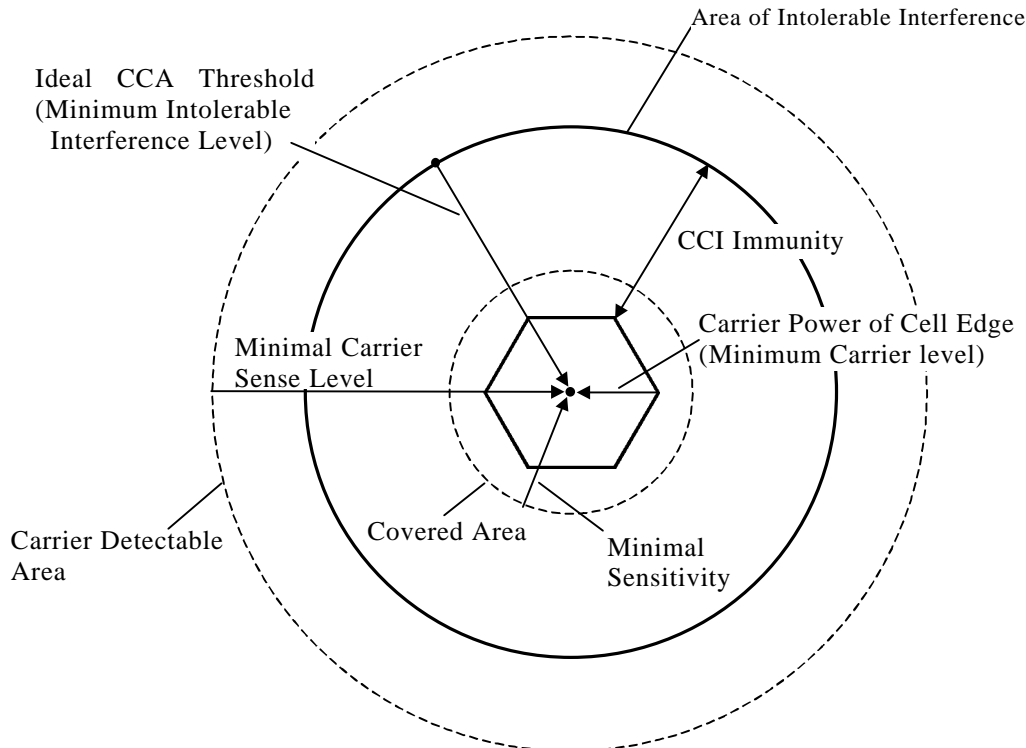 Area of Intolerable Interference
Ideal CCA Threshold
(Minimum Intolerable
Interference Level)
CCI Immunity
Carrier Power of Cell Edge
(Minimum Carrier level)
Minimal Carrier
Sense Level
Covered Area
Minimal
Sensitivity
Carrier Detectable
Area